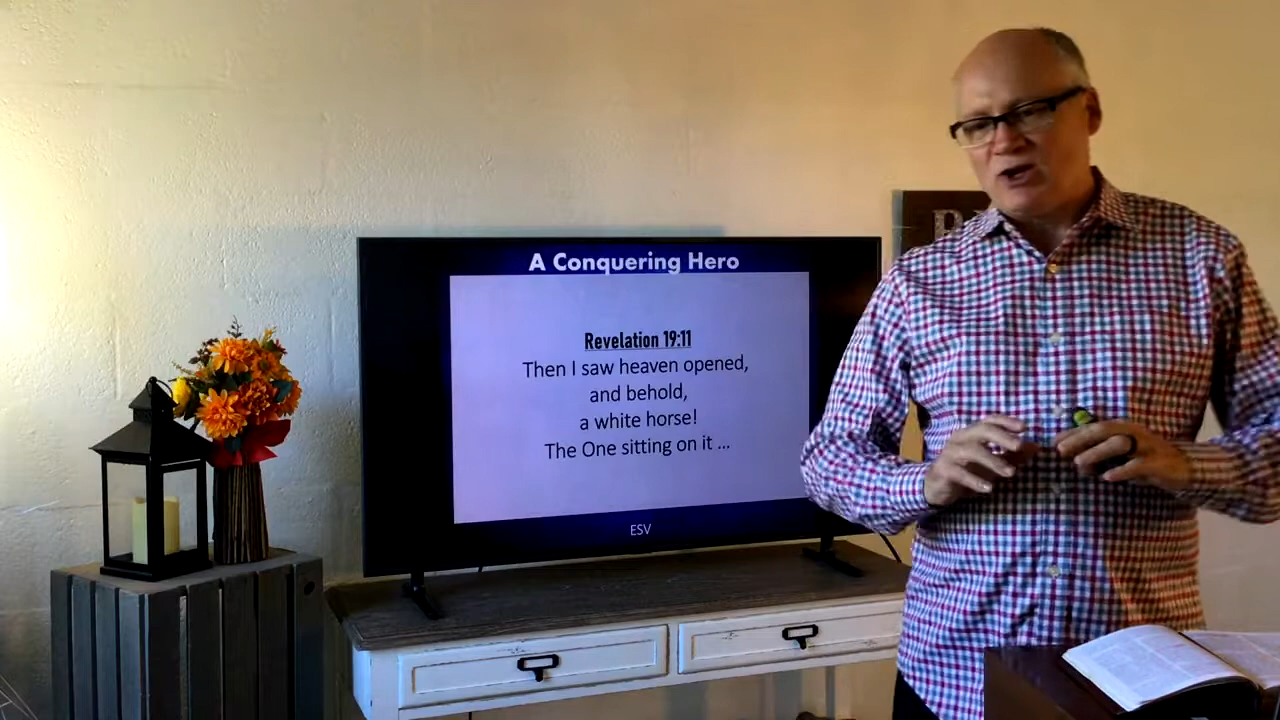 A Conquering Hero
Revelation 19:11
Then I saw heaven opened,
and behold,
a white horse!
The One sitting on it ...
ESV